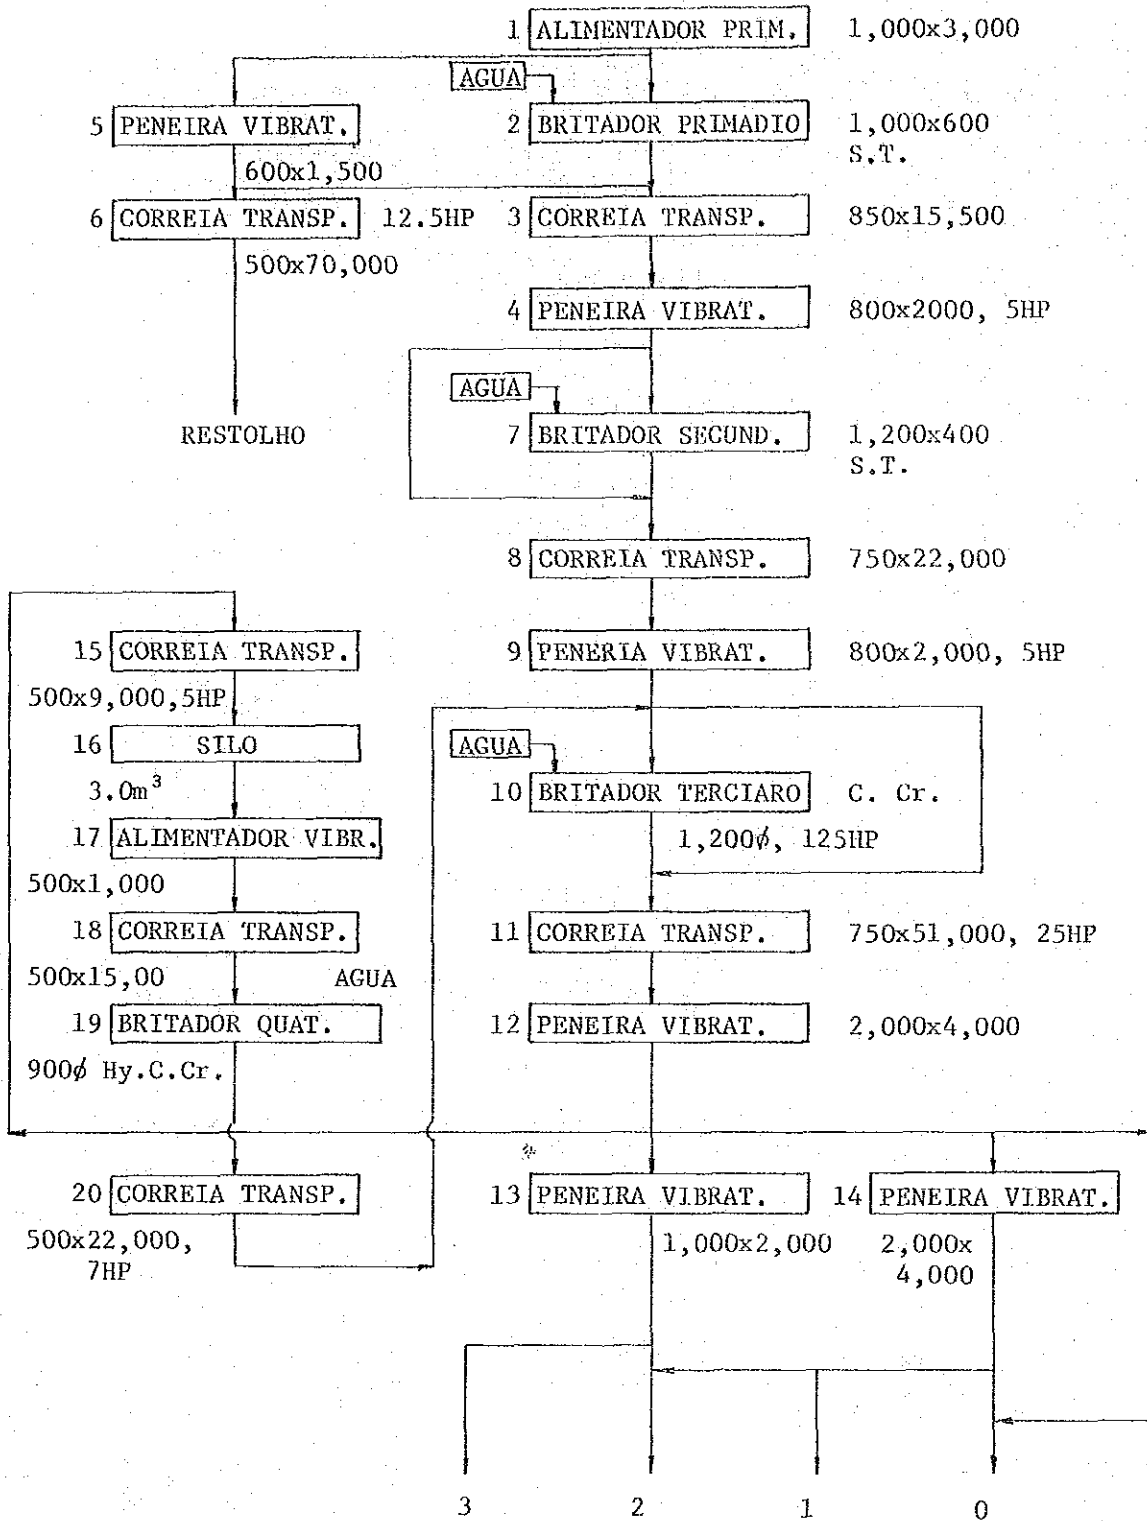 1 ALIMENTADOR PRIM. 1,000x3,000
AGUA
5 PENEIRA VIBRAT. 2 BRITADOR PRIMADIO 1,000x600
S.T.
600x1,500
6 CORREIA TRANSP. 12.5HP 3 CORREIA TRANSP. 850x15,500
500x70,000
4 PENEIRA VIBRAT. 800x2000, 5HP
AGUA
RESTOLHO 7 BRITADOR SECUND. 1,200x400
S.T.
8 CORREIA TRANSP. 750x22,000
15 CORREIA TRANSP. 9 PENERIA VIBRAT. 800x2,000, 5HP
500x9,000,5HP
16 SILO AGUA
3.0m³ 10 BRITADOR TERCIARO C. Cr.
17 ALIMENTADOR VIBR. 1,200ø, 125HP
500x1,000
18 CORREIA TRANSP. 11 CORREIA TRANSP. 750x51,000, 25HP
500x15,00 AGUA
19 BRITADOR QUAT. 12 PENEIRA VIBRAT. 2,000x4,000
900ø Hy.C.Cr.
20 CORREIA TRANSP. 13 PENEIRA VIBRAT. 14 PENEIRA VIBRAT.
500x22,000, 1,000x2,000 2,000x
7HP 4,000
3 2 1 0